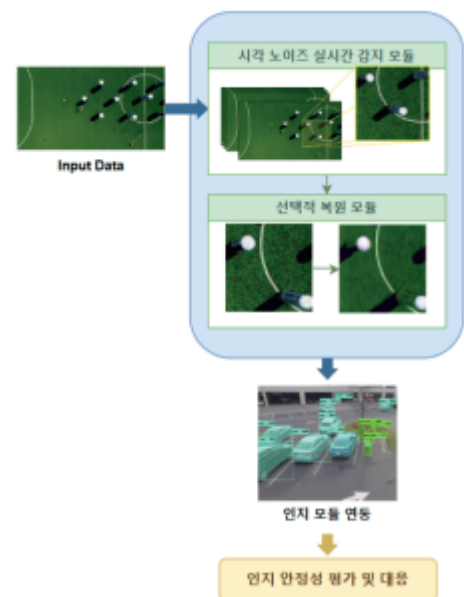 시각 노이즈 실시간 감지 모듈
Input Data
선택적 복원 모듈
인지 모듈 연동
인지 안정성 평가 및 대응